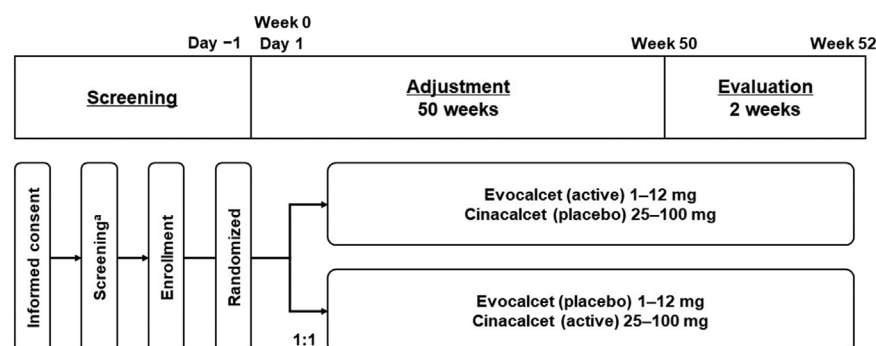 Week 0
Day −1 Day 1 Week 50 Week 52
Screening
Adjustment
50 weeks
Evaluation
2 weeks
Informed consent
Screeningᵃ
Enrollment
Randomized
1:1
Evocalcet (active) 1–12 mg
Cinacalcet (placebo) 25–100 mg
Evocalcet (placebo) 1–12 mg
Cinacalcet (active) 25–100 mg